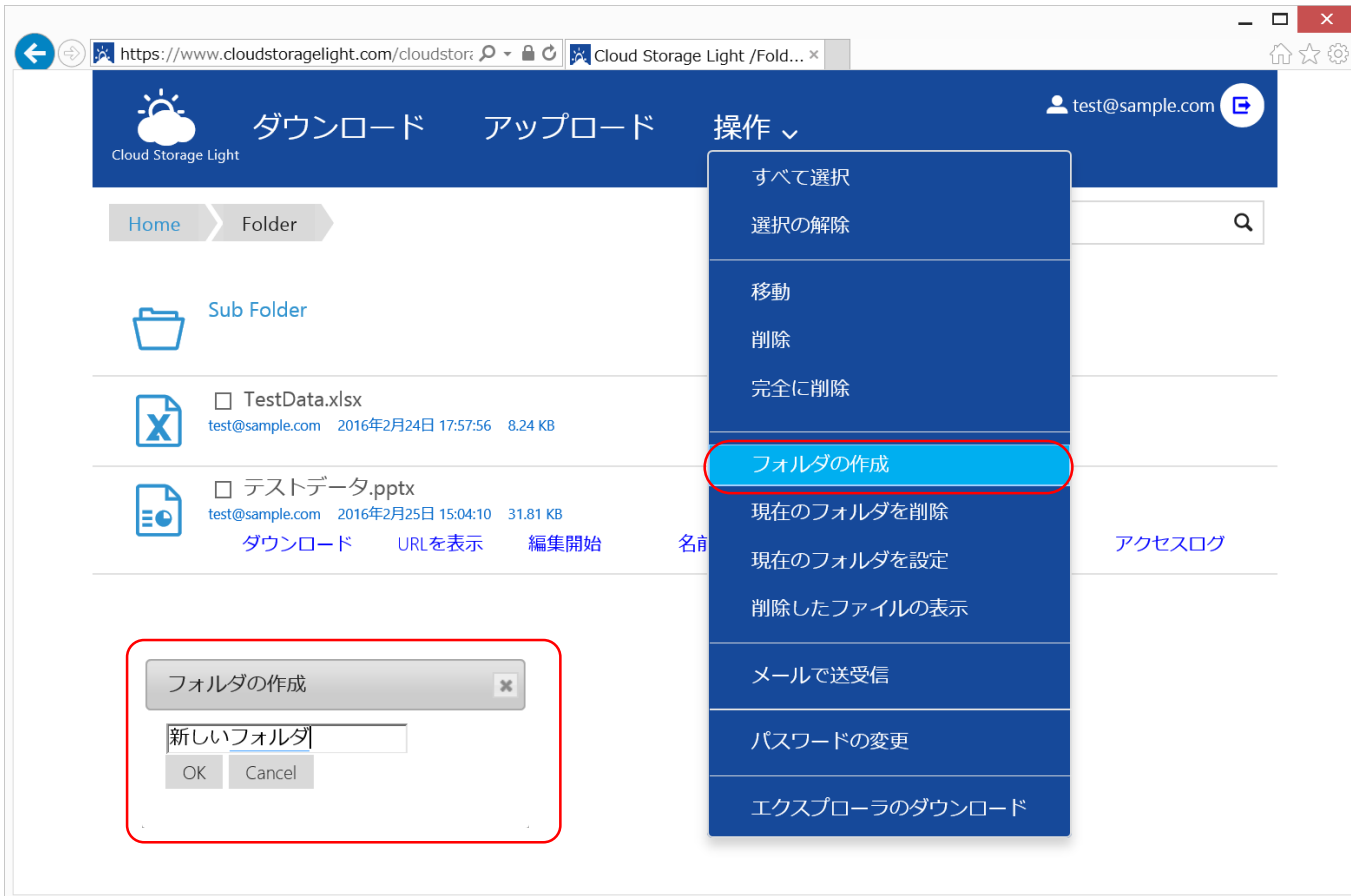 https://www.cloudstoragelight.com/cloudstor
Cloud Storage Light /Fold...
Cloud Storage Light
ダウンロード
アップロード
操作
test@sample.com
Home
Folder
すべて選択
選択の解除
移動
削除
完全に削除
フォルダの作成
現在のフォルダを削除
現在のフォルダを設定
削除したファイルの表示
メールで送受信
パスワードの変更
エクスプローラのダウンロード
Sub Folder
TestData.xlsx
test@sample.com 2016年2月24日 17:57:56 8.24 KB
テストデータ.pptx
test@sample.com 2016年2月25日 15:04:10 31.81 KB
ダウンロード URLを表示 編集開始 アクセスログ
フォルダの作成
新しいフォルダ
OK Cancel